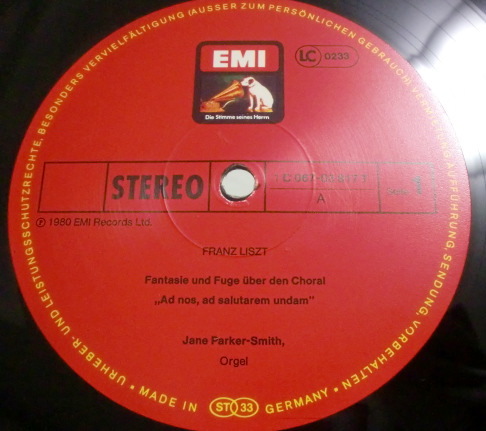 URHEBER- UND LEISTUNGSSCHUTZRECHTE, BESONDERS VERVIELFÄLTIGUNG (AUSSER ZUM PERSÖNLICHEN GEBRAUCH) AUFFÜHRUNG, SENDUNG, VORBEHALTEN
EMI
LC 0233
Die Stimme seines Herrn
STEREO
A
℗ 1980 EMI Records Ltd.
FRANZ LISZT
Fantasie und Fuge über den Choral
„Ad nos, ad salutarem undam"
Jane Parker-Smith,
Orgel
• MADE IN ST 33 GERMANY •